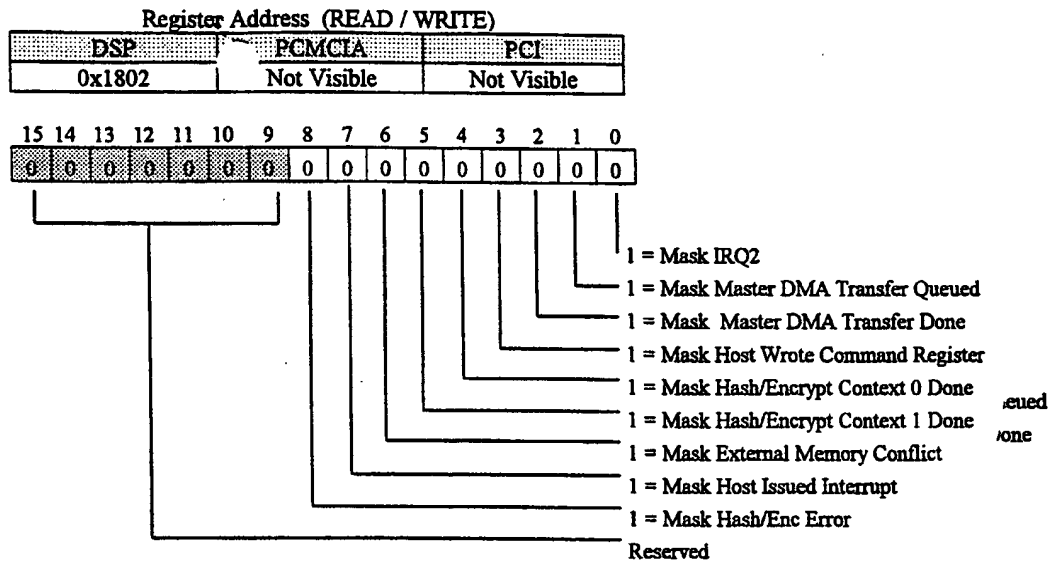 Register Address (READ / WRITE)
DSP PCMCIA PCI
0x1802 Not Visible Not Visible
15 14 13 12 11 10 9 8 7 6 5 4 3 2 1 0
0 0 0 0 0 0 0 0 0 0 0 0 0 0 0 0
1 = Mask IRQ2
1 = Mask Master DMA Transfer Queued
1 = Mask Master DMA Transfer Done
1 = Mask Host Wrote Command Register
1 = Mask Hash/Encrypt Context 0 Done
eued
1 = Mask Hash/Encrypt Context 1 Done
one
1 = Mask External Memory Conflict
1 = Mask Host Issued Interrupt
1 = Mask Hash/Enc Error
Reserved